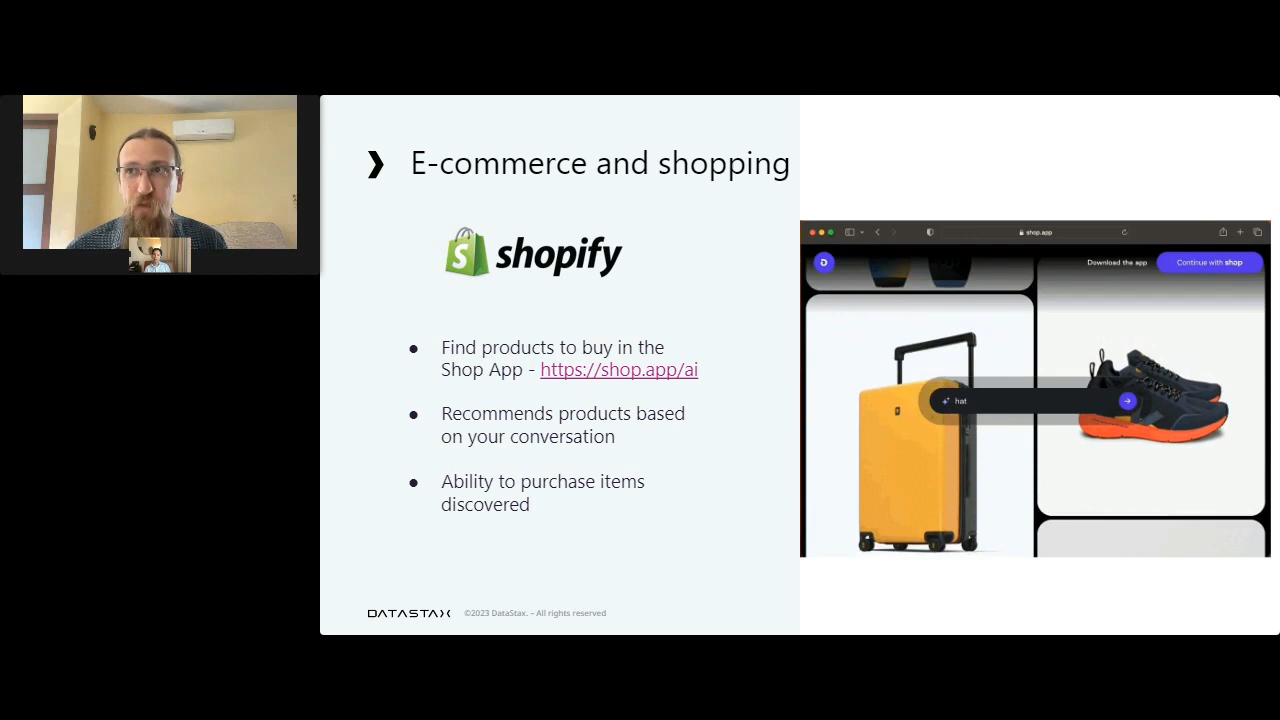 ❯ E-commerce and shopping
shopify
● Find products to buy in the
Shop App - https://shop.app/ai
● Recommends products based
on your conversation
● Ability to purchase items
discovered
DATASTAX ©2023 DataStax. – All rights reserved
shop.app
Download the app Continue with shop
hat